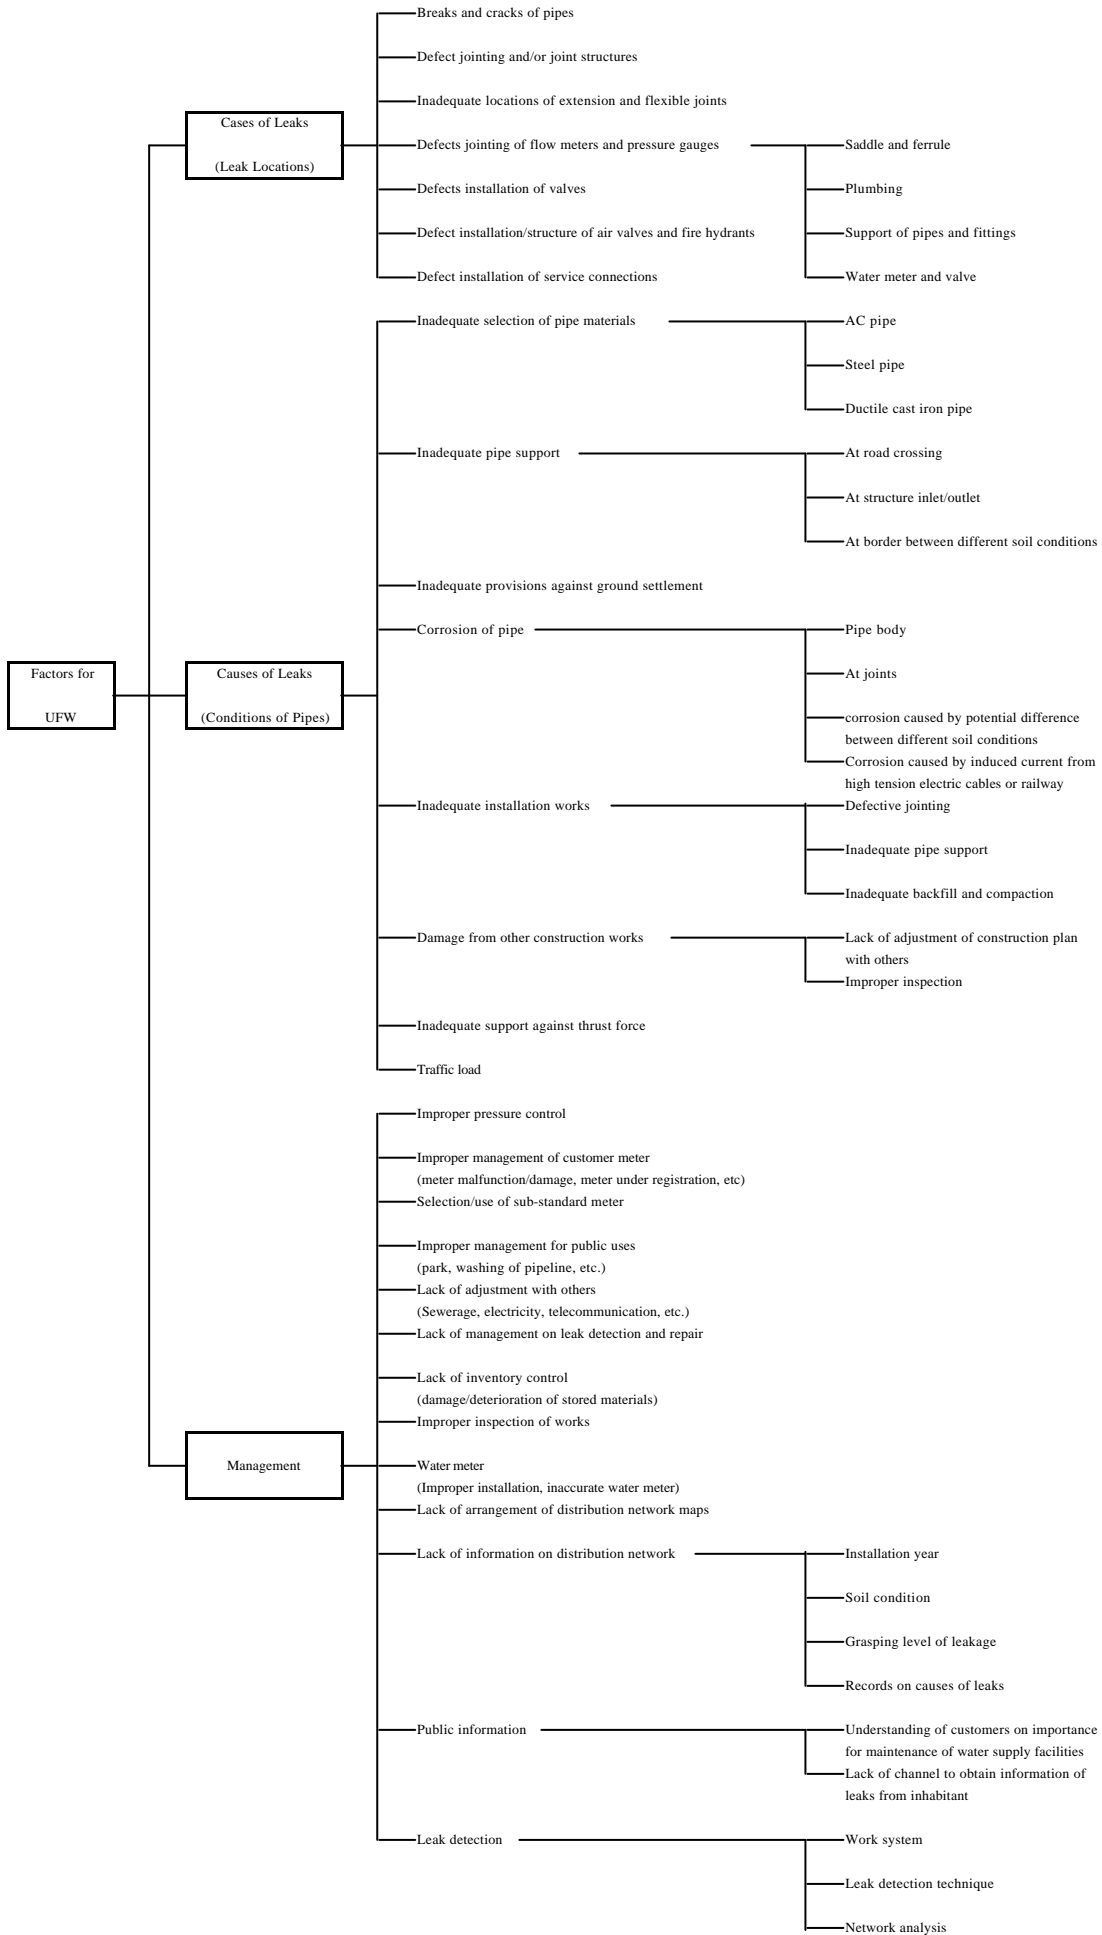 Breaks and cracks of pipes
Defect jointing and/or joint structures
Inadequate locations of extension and flexible joints
Cases of Leaks
(Leak Locations)
Defects jointing of flow meters and pressure gauges
Saddle and ferrule
Defects installation of valves
Plumbing
Defect installation/structure of air valves and fire hydrants
Support of pipes and fittings
Defect installation of service connections
Water meter and valve
Inadequate selection of pipe materials
AC pipe
Steel pipe
Ductile cast iron pipe
Inadequate pipe support
At road crossing
At structure inlet/outlet
At border between different soil conditions
Inadequate provisions against ground settlement
Corrosion of pipe
Pipe body
At joints
Factors for
UFW
Causes of Leaks
(Conditions of Pipes)
corrosion caused by potential difference
between different soil conditions
Corrosion caused by induced current from
high tension electric cables or railway
Inadequate installation works
Defective jointing
Inadequate pipe support
Inadequate backfill and compaction
Damage from other construction works
Lack of adjustment of construction plan
with others
Improper inspection
Inadequate support against thrust force
Traffic load
Improper pressure control
Improper management of customer meter
(meter malfunction/damage, meter under registration, etc)
Selection/use of sub-standard meter
Improper management for public uses
(park, washing of pipeline, etc.)
Lack of adjustment with others
(Sewerage, electricity, telecommunication, etc.)
Lack of management on leak detection and repair
Lack of inventory control
(damage/deterioration of stored materials)
Improper inspection of works
Management
Water meter
(Improper installation, inaccurate water meter)
Lack of arrangement of distribution network maps
Lack of information on distribution network
Installation year
Soil condition
Grasping level of leakage
Records on causes of leaks
Public information
Understanding of customers on importance
for maintenance of water supply facilities
Lack of channel to obtain information of
leaks from inhabitant
Leak detection
Work system
Leak detection technique
Network analysis